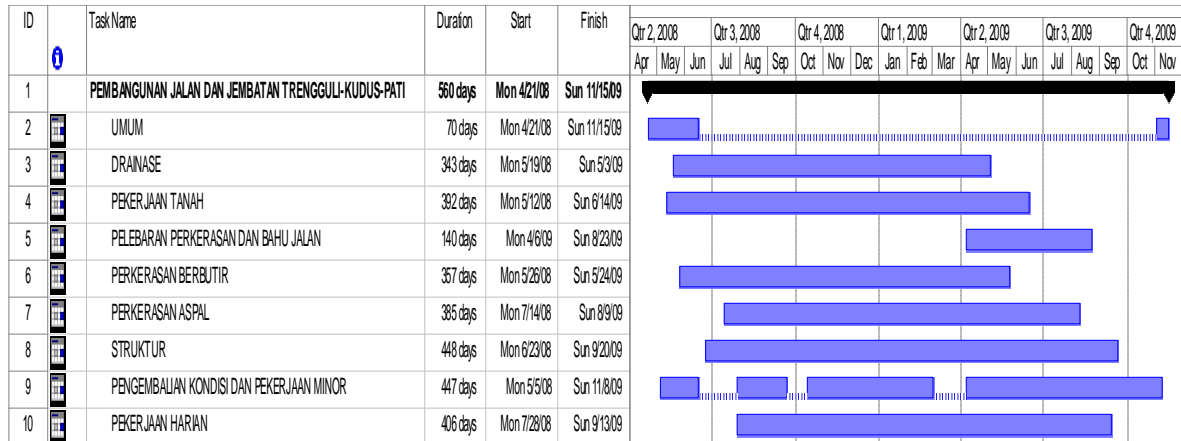 ID Task Name Duration Start Finish
Qtr 2, 2008 Qtr 3, 2008 Qtr 4, 2008 Qtr 1, 2009 Qtr 2, 2009 Qtr 3, 2009 Qtr 4, 2009
Apr May Jun Jul Aug Sep Oct Nov Dec Jan Feb Mar Apr May Jun Jul Aug Sep Oct Nov
1 PEMBANGUNAN JALAN DAN JEMBATAN TRENGGULI-KUDUS-PATI 560 days Mon 4/21/08 Sun 11/15/09
2 UMUM 70 days Mon 4/21/08 Sun 11/15/09
3 DRAINASE 343 days Mon 5/19/08 Sun 5/3/09
4 PEKERJAAN TANAH 392 days Mon 5/12/08 Sun 6/14/09
5 PELEBARAN PERKERASAN DAN BAHU JALAN 140 days Mon 4/6/09 Sun 8/23/09
6 PERKERASAN BERBUTIR 357 days Mon 5/26/08 Sun 5/24/09
7 PERKERASAN ASPAL 385 days Mon 7/14/08 Sun 8/9/09
8 STRUKTUR 448 days Mon 6/23/08 Sun 9/20/09
9 PENGEMBALIAN KONDISI DAN PEKERJAAN MINOR 447 days Mon 5/5/08 Sun 11/8/09
10 PEKERJAAN HARIAN 406 days Mon 7/28/08 Sun 9/13/09